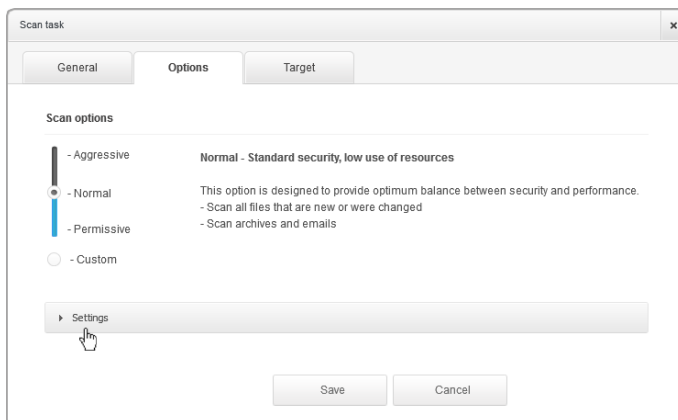 Scan task
General Options Target
Scan options
- Aggressive
- Normal
- Permissive
- Custom
Normal - Standard security, low use of resources
This option is designed to provide optimum balance between security and performance.
- Scan all files that are new or were changed
- Scan archives and emails
Settings
Save Cancel